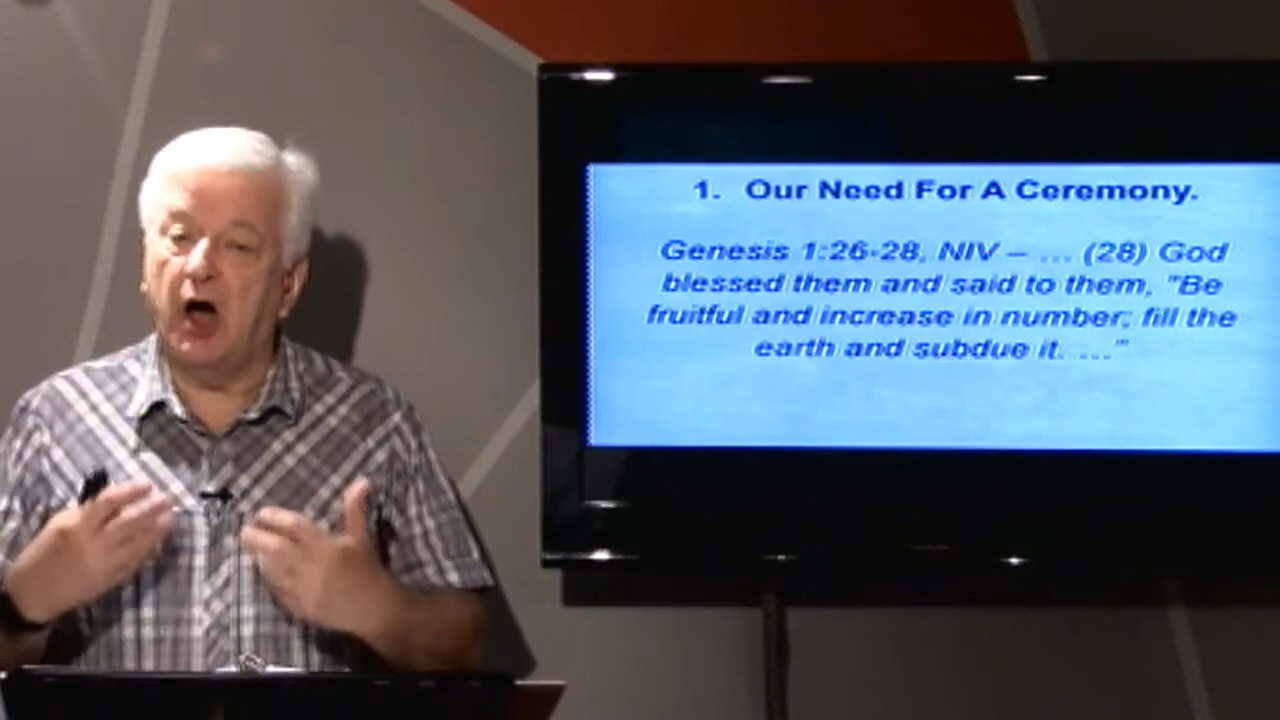 1. Our Need For A Ceremony.
Genesis 1:26-28, NIV – ... (28) God
blessed them and said to them, "Be
fruitful and increase in number; fill the
earth and subdue it. ..."